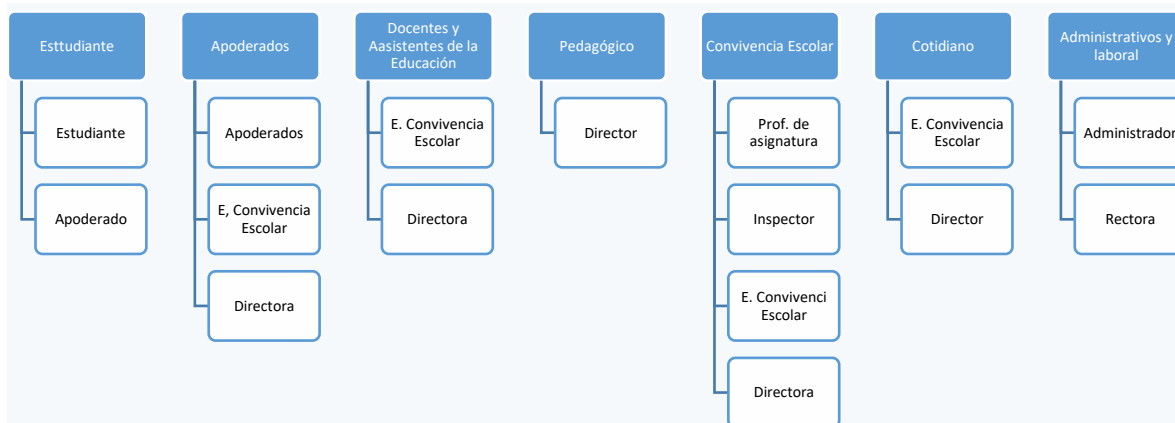 Esttudiante
Estudiante
Apoderado
Apoderados
Apoderados
E, Convivencia
Escolar
Directora
Docentes y
Aasistentes de la
Educación
E. Convivencia
Escolar
Directora
Pedagógico
Director
Convivencia Escolar
Prof. de
asignatura
Inspector
E. Convivenci
Escolar
Directora
Cotidiano
E. Convivencia
Escolar
Director
Administrativos y
laboral
Administrador
Rectora